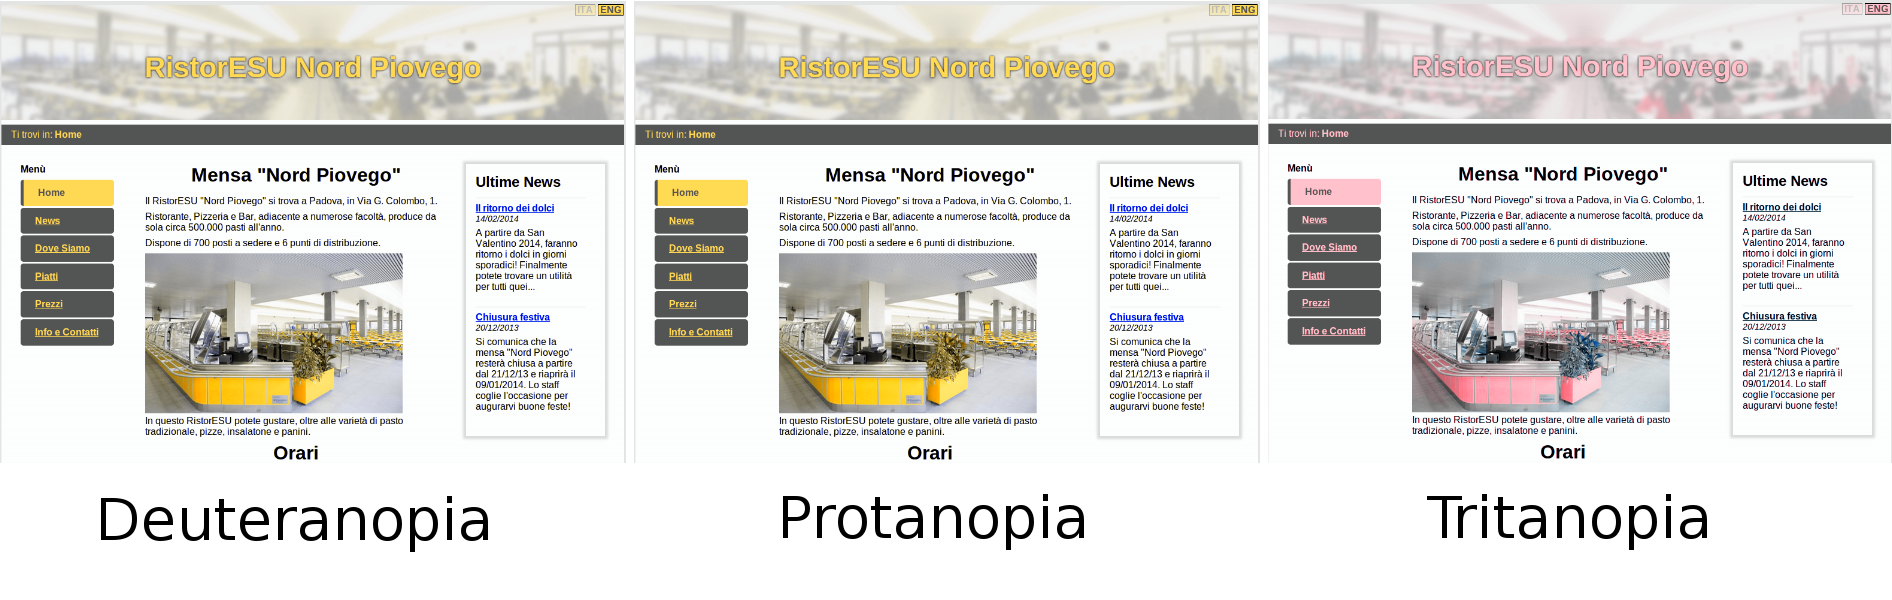 ITA ENG
RistorESU Nord Piovego
Ti trovi in: Home
Menù
Home
News
Dove Siamo
Piatti
Prezzi
Info e Contatti
Mensa "Nord Piovego"
Il RistorESU "Nord Piovego" si trova a Padova, in Via G. Colombo, 1.
Ristorante, Pizzeria e Bar, adiacente a numerose facoltà, produce da
sola circa 500.000 pasti all'anno.
Dispone di 700 posti a sedere e 6 punti di distribuzione.
In questo RistorESU potete gustare, oltre alle varietà di pasto
tradizionale, pizze, insalatone e panini.
Orari
Ultime News
Il ritorno dei dolci
14/02/2014
A partire da San
Valentino 2014, faranno
ritorno i dolci in giorni
sporadici! Finalmente
potete trovare un utilità
per tutti quei...
Chiusura festiva
20/12/2013
Si comunica che la
mensa "Nord Piovego"
resterà chiusa a partire
dal 21/12/13 e riaprirà il
09/01/2014. Lo staff
coglie l'occasione per
augurarvi buone feste!
Deuteranopia
ITA ENG
RistorESU Nord Piovego
Ti trovi in: Home
Menù
Home
News
Dove Siamo
Piatti
Prezzi
Info e Contatti
Mensa "Nord Piovego"
Il RistorESU "Nord Piovego" si trova a Padova, in Via G. Colombo, 1.
Ristorante, Pizzeria e Bar, adiacente a numerose facoltà, produce da
sola circa 500.000 pasti all'anno.
Dispone di 700 posti a sedere e 6 punti di distribuzione.
In questo RistorESU potete gustare, oltre alle varietà di pasto
tradizionale, pizze, insalatone e panini.
Orari
Ultime News
Il ritorno dei dolci
14/02/2014
A partire da San
Valentino 2014, faranno
ritorno i dolci in giorni
sporadici! Finalmente
potete trovare un utilità
per tutti quei...
Chiusura festiva
20/12/2013
Si comunica che la
mensa "Nord Piovego"
resterà chiusa a partire
dal 21/12/13 e riaprirà il
09/01/2014. Lo staff
coglie l'occasione per
augurarvi buone feste!
Protanopia
ITA ENG
RistorESU Nord Piovego
Ti trovi in: Home
Menù
Home
News
Dove Siamo
Piatti
Prezzi
Info e Contatti
Mensa "Nord Piovego"
Il RistorESU "Nord Piovego" si trova a Padova, in Via G. Colombo, 1.
Ristorante, Pizzeria e Bar, adiacente a numerose facoltà, produce da
sola circa 500.000 pasti all'anno.
Dispone di 700 posti a sedere e 6 punti di distribuzione.
In questo RistorESU potete gustare, oltre alle varietà di pasto
tradizionale, pizze, insalatone e panini.
Orari
Ultime News
Il ritorno dei dolci
14/02/2014
A partire da San
Valentino 2014, faranno
ritorno i dolci in giorni
sporadici! Finalmente
potete trovare un utilità
per tutti quei...
Chiusura festiva
20/12/2013
Si comunica che la
mensa "Nord Piovego"
resterà chiusa a partire
dal 21/12/13 e riaprirà il
09/01/2014. Lo staff
coglie l'occasione per
augurarvi buone feste!
Tritanopia